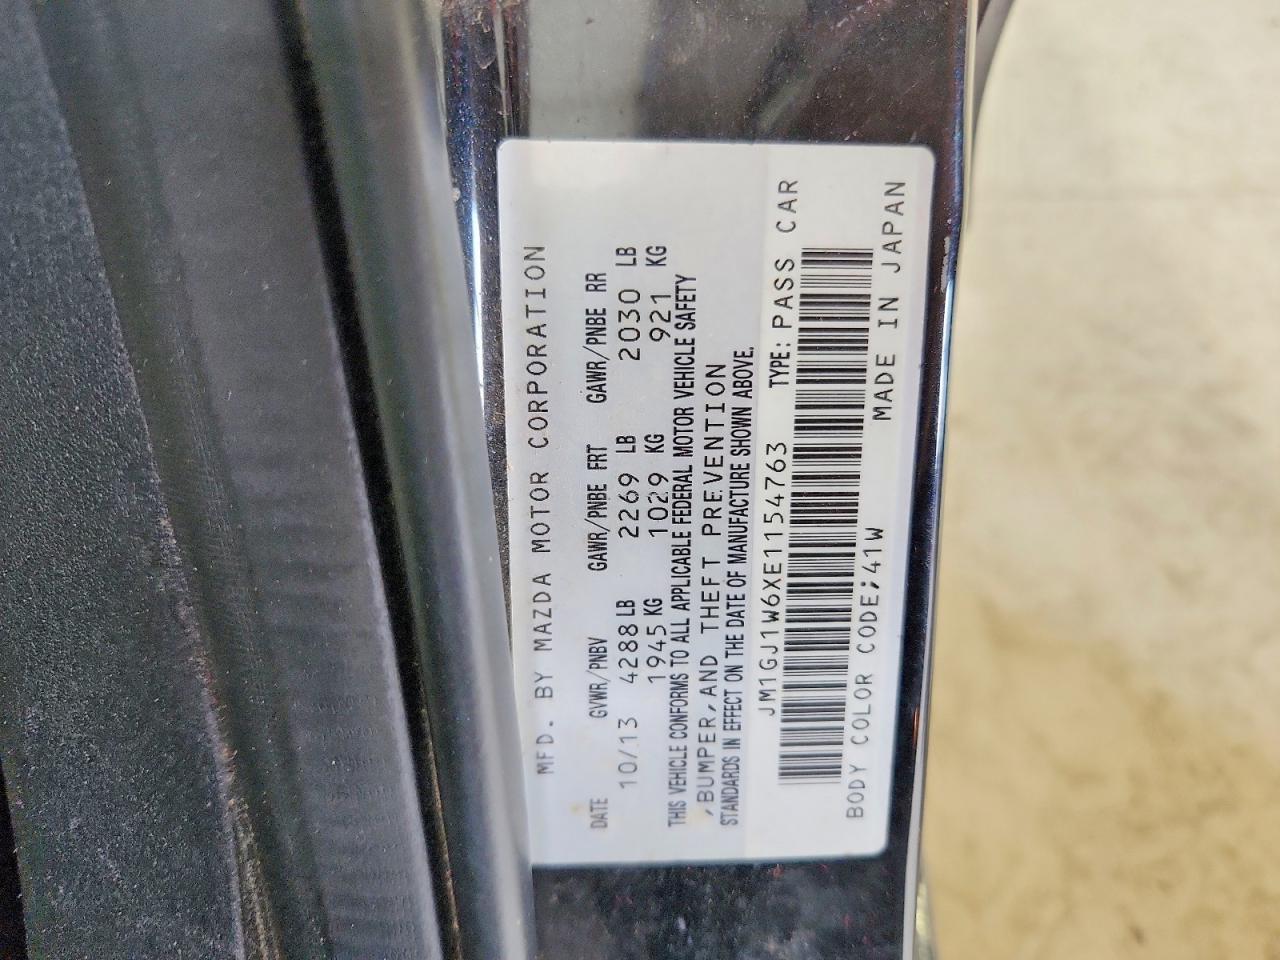 MFD. BY MAZDA MOTOR CORPORATION
DATE GVWR/PNBV GAWR/PNBE FRT GAWR/PNBE RR
10/13 4288 LB 2269 LB 2030 LB
1945 KG 1029 KG 921 KG
THIS VEHICLE CONFORMS TO ALL APPLICABLE FEDERAL MOTOR VEHICLE SAFETY
,BUMPER,AND THEFT PREVENTION
STANDARDS IN EFFECT ON THE DATE OF MANUFACTURE SHOWN ABOVE.
JM1GJ1W6XE1154763 TYPE: PASS CAR
BODY COLOR CODE;41W MADE IN JAPAN